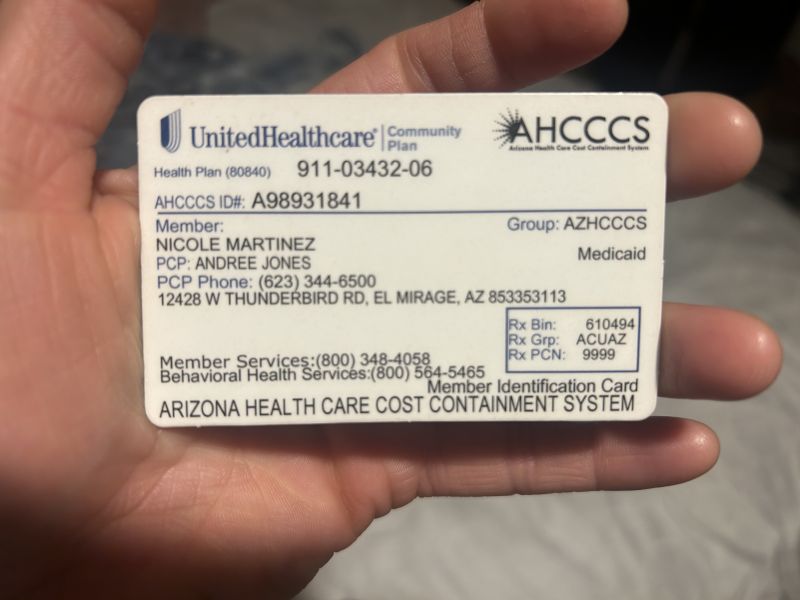 UnitedHealthcare® | Community Plan
AHCCCS
Arizona Health Care Cost Containment System
Health Plan (80840) 911-03432-06
AHCCCS ID#: A98931841
Member: Group: AZHCCCS
NICOLE MARTINEZ
Medicaid
PCP: ANDREE JONES
PCP Phone: (623) 344-6500
12428 W THUNDERBIRD RD, EL MIRAGE, AZ 853353113
Rx Bin: 610494
Rx Grp: ACUAZ
Rx PCN: 9999
Member Services:(800) 348-4058
Behavioral Health Services:(800) 564-5465
Member Identification Card
ARIZONA HEALTH CARE COST CONTAINMENT SYSTEM